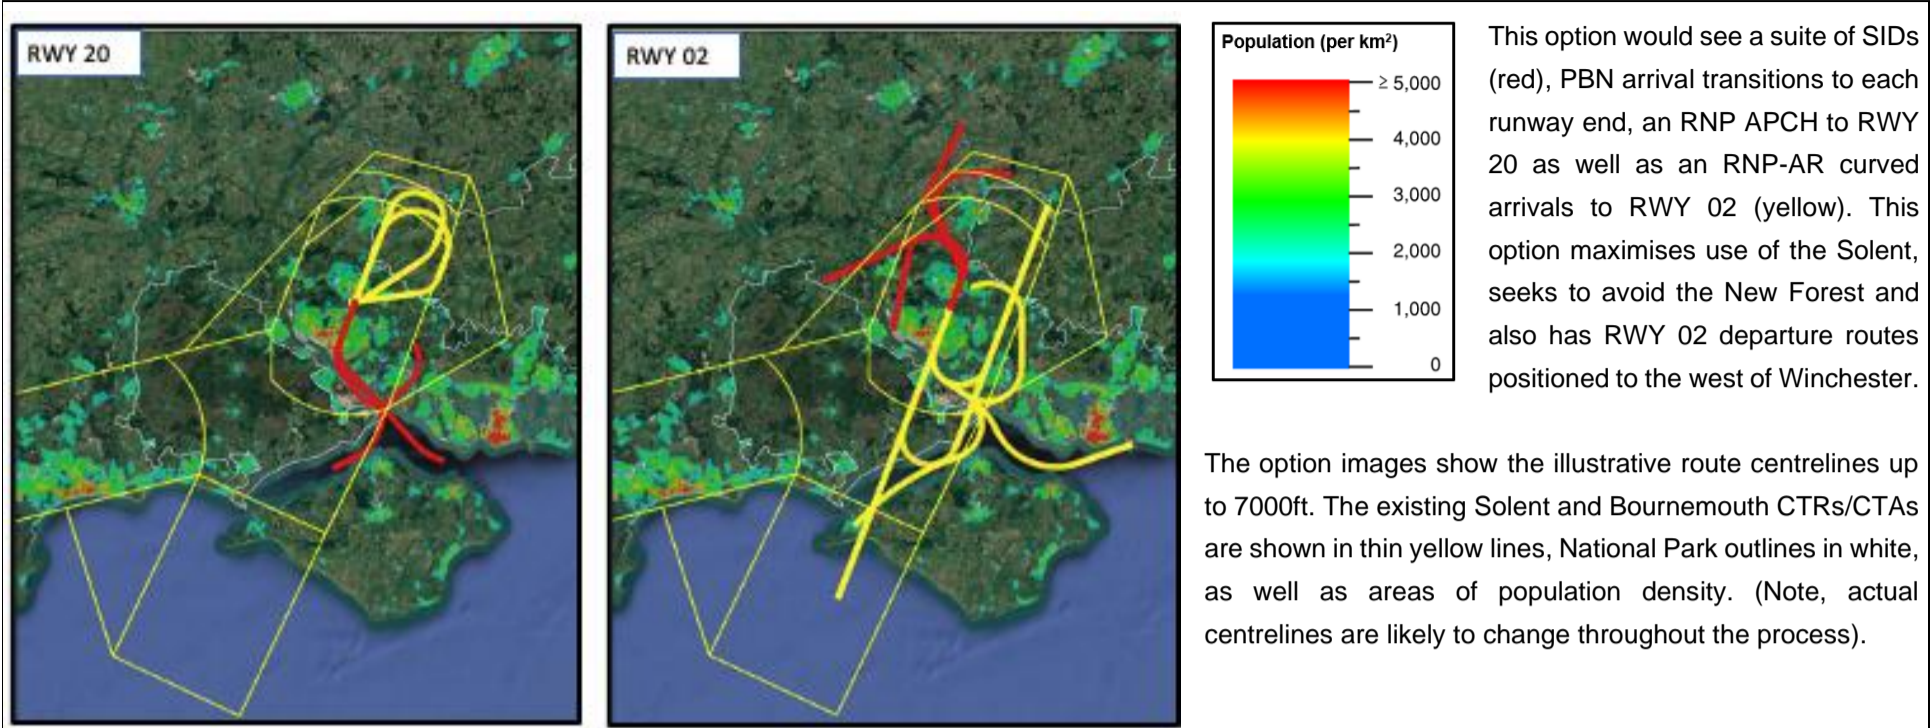 RWY 20
RWY 02
Population (per km²)
≥ 5,000
4,000
3,000
2,000
1,000
0
This option would see a suite of SIDs
(red), PBN arrival transitions to each
runway end, an RNP APCH to RWY
20 as well as an RNP-AR curved
arrivals to RWY 02 (yellow). This
option maximises use of the Solent,
seeks to avoid the New Forest and
also has RWY 02 departure routes
positioned to the west of Winchester.
The option images show the illustrative route centrelines up
to 7000ft. The existing Solent and Bournemouth CTRs/CTAs
are shown in thin yellow lines, National Park outlines in white,
as well as areas of population density. (Note, actual
centrelines are likely to change throughout the process).